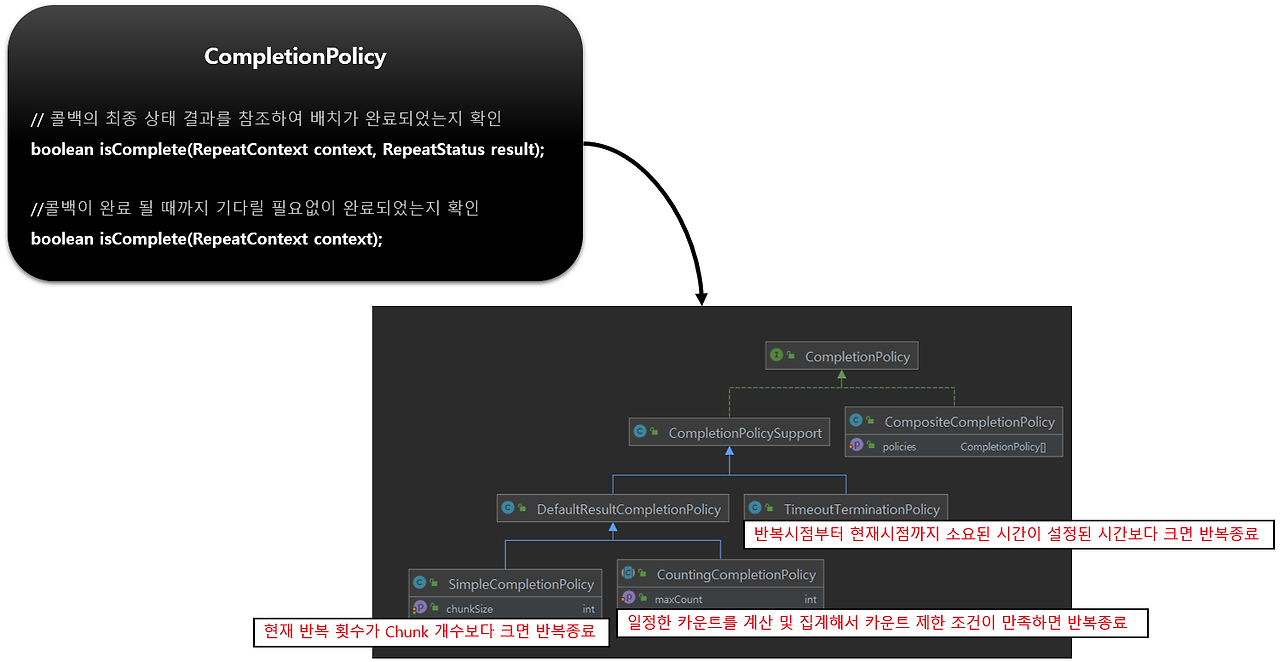 CompletionPolicy
// 콜백의 최종 상태 결과를 참조하여 배치가 완료되었는지 확인
boolean isComplete(RepeatContext context, RepeatStatus result);
//콜백이 완료 될 때까지 기다릴 필요없이 완료되었는지 확인
boolean isComplete(RepeatContext context);
CompletionPolicy
CompletionPolicySupport
CompositeCompletionPolicy
policies CompletionPolicy[]
DefaultResultCompletionPolicy
TimeoutTerminationPolicy
반복시점부터 현재시점까지 소요된 시간이 설정된 시간보다 크면 반복종료
SimpleCompletionPolicy
chunkSize int
현재 반복 횟수가 Chunk 개수보다 크면 반복종료
CountingCompletionPolicy
maxCount int
일정한 카운트를 계산 및 집계해서 카운트 제한 조건이 만족하면 반복종료